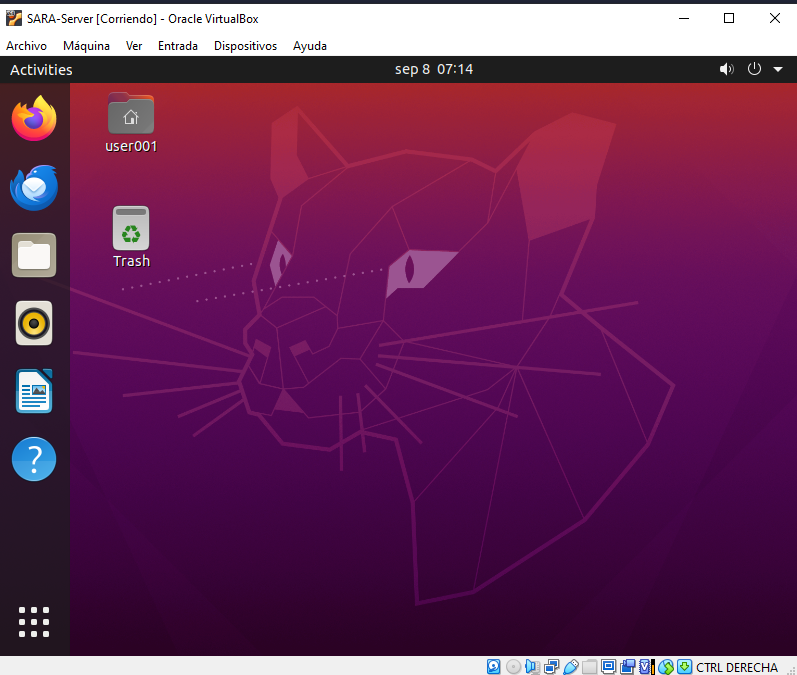 SARA-Server [Corriendo] - Oracle VirtualBox
Archivo Máquina Ver Entrada Dispositivos Ayuda
Activities sep 8 07:14
user001
Trash
?
CTRL DERECHA